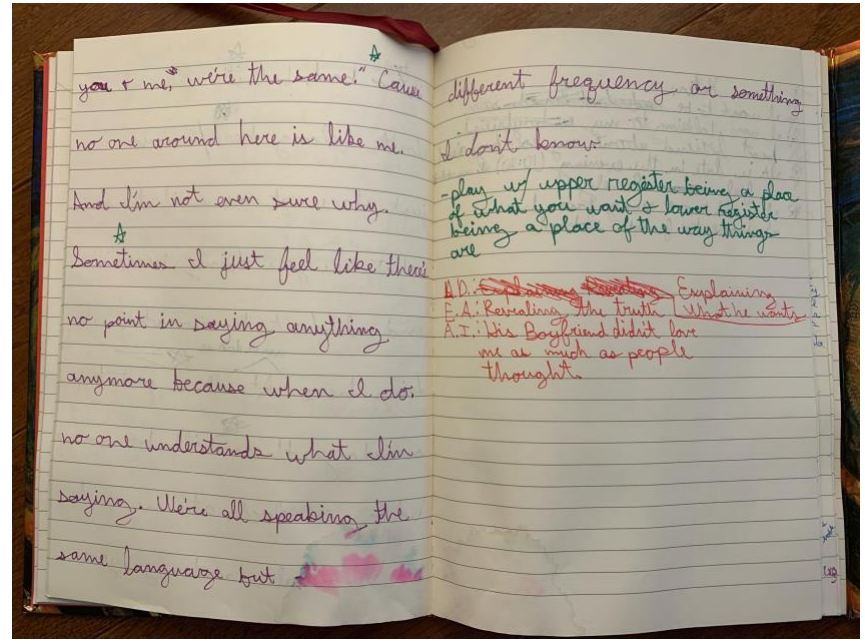 you & me, we're the same." Cause
no one around here is like me.
And I'm not even sure why.
Sometimes I just feel like there's
no point in saying anything
anymore because when I do.
no one understands what I'm
saying. We're all speaking the
same language but -
different frequency or something
I don't know
-play w/ upper register being a place
of what you want & lower register
being a place of the way things
are
A.D.: Explaining
what he wants
E.A.: Revealing the truth
A.I.: His Boyfriend didn't love
me as much as people
thought.